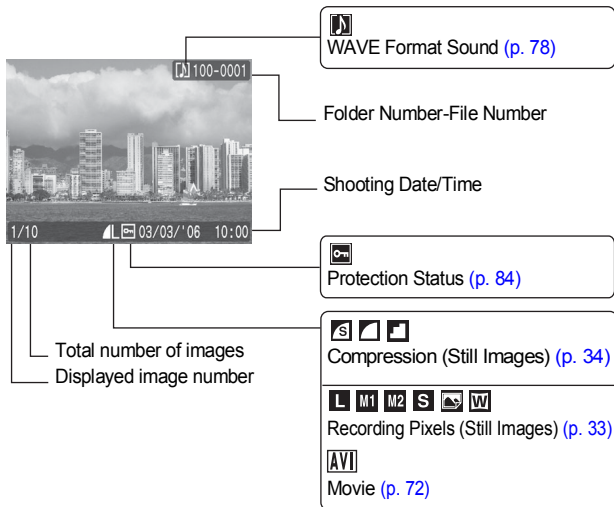 WAVE Format Sound (p. 78)
100-0001
Folder Number-File Number
Shooting Date/Time
1/10 L 03/03/'06 10:00
Protection Status (p. 84)
S
Compression (Still Images) (p. 34)
Total number of images
Displayed image number
L M1 M2 S W
Recording Pixels (Still Images) (p. 33)
AVI
Movie (p. 72)